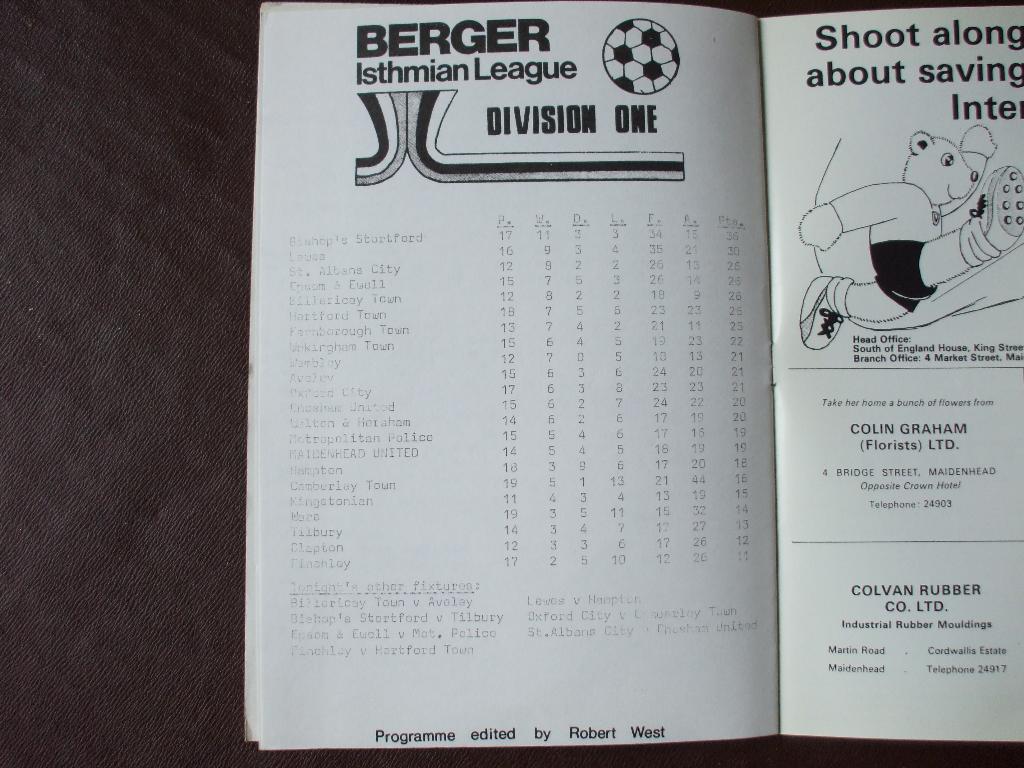 BERGER
Isthmian League
DIVISION ONE
P. W. D. L. F. A. Pts.
Bishop's Stortford 17 11 3 3 34 15 36
Lewes 16 9 3 4 35 21 30
St. Albans City 12 8 2 2 26 13 26
Epsom & Ewell 15 7 5 3 26 14 26
Billericay Town 12 8 2 2 18 9 26
Hertford Town 18 7 5 6 23 23 26
Farnborough Town 13 7 4 2 21 11 25
Wokingham Town 15 6 4 5 19 23 22
Wembley 12 7 0 5 18 13 21
Aveley 15 6 3 6 24 20 21
Oxford City 17 6 3 8 23 23 21
Chesham United 15 6 2 7 24 22 20
Walton & Hersham 14 6 2 6 17 19 20
Metropolitan Police 15 5 4 6 17 16 19
MAIDENHEAD UNITED 14 5 4 5 18 19 19
Hampton 18 3 9 6 17 20 18
Camberley Town 19 5 1 13 21 44 16
Kingstonian 11 4 3 4 13 19 15
Ware 19 3 5 11 15 32 14
Tilbury 14 3 4 7 27 13
Clapton 12 3 3 6 17 26 12
Finchley 17 2 5 10 12 26 11
Tonight's other fixtures:
Billericay Town v Aveley Lewes v Hampton
Bishop's Stortford v Tilbury Oxford City v Camberley Town
Epsom & Ewell v Met. Police St.Albans City v Chesham United
Finchley v Hertford Town
Programme edited by Robert West
Shoot along
about saving
Inter
Head Office:
South of England House, King Stree
Branch Office: 4 Market Street, Mai
Take her home a bunch of flowers from
COLIN GRAHAM
(Florists) LTD.
4 BRIDGE STREET, MAIDENHEAD
Opposite Crown Hotel
Telephone: 24903
COLVAN RUBBER
CO. LTD.
Industrial Rubber Mouldings
Martin Road . Cordwallis Estate
Maidenhead . Telephone 24917